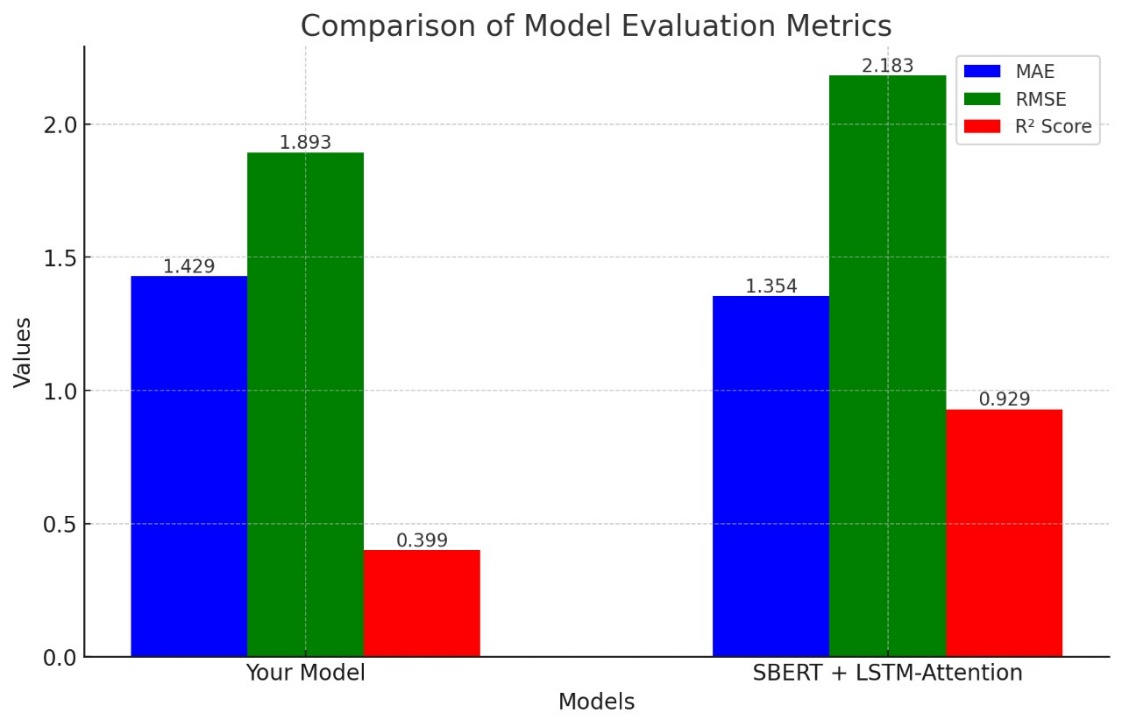 Comparison of Model Evaluation Metrics
MAE
RMSE
R² Score
Values
2.0
1.5
1.0
0.5
0.0
1.429
1.893
0.399
1.354
2.183
0.929
Your Model
SBERT + LSTM-Attention
Models